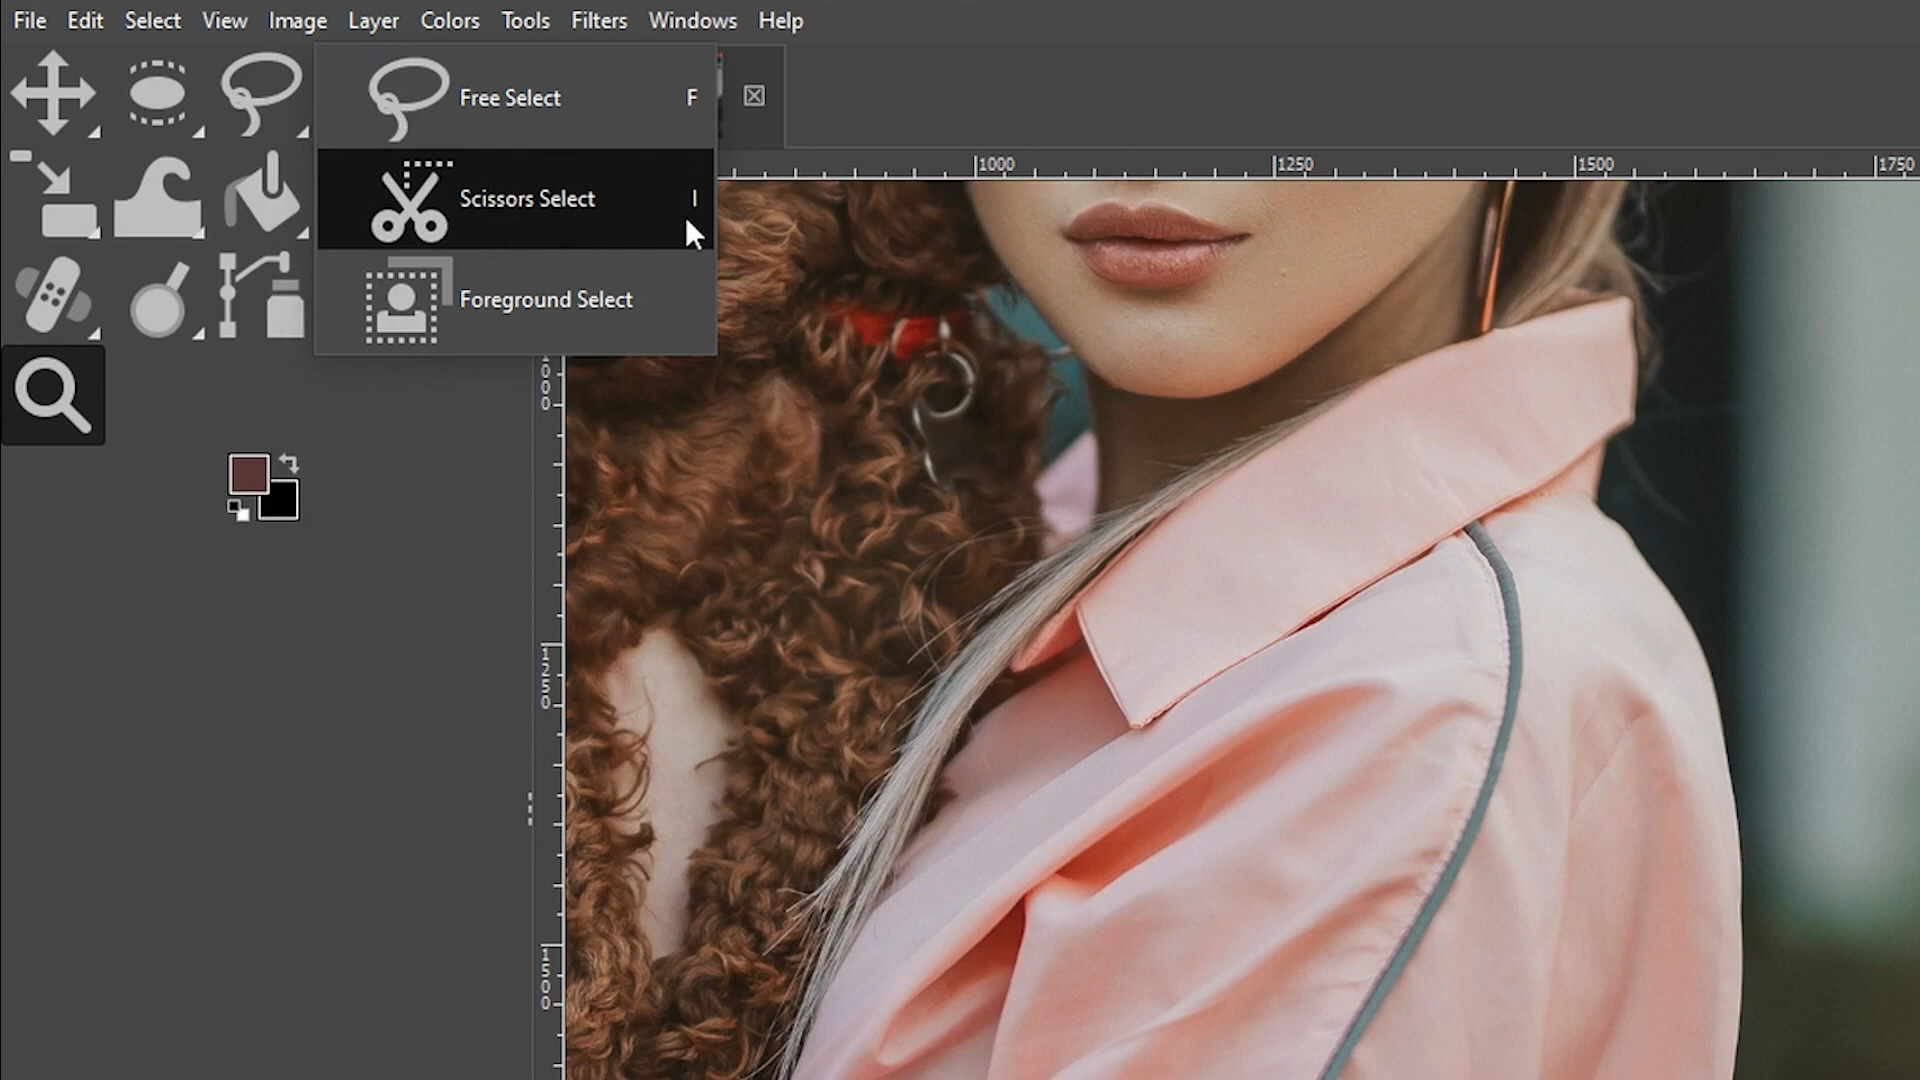 File Edit Select View Image Layer Colors Tools Filters Windows Help
Free Select F
Scissors Select I
Foreground Select
1000 1250 1500 1750
1000
1250
1500